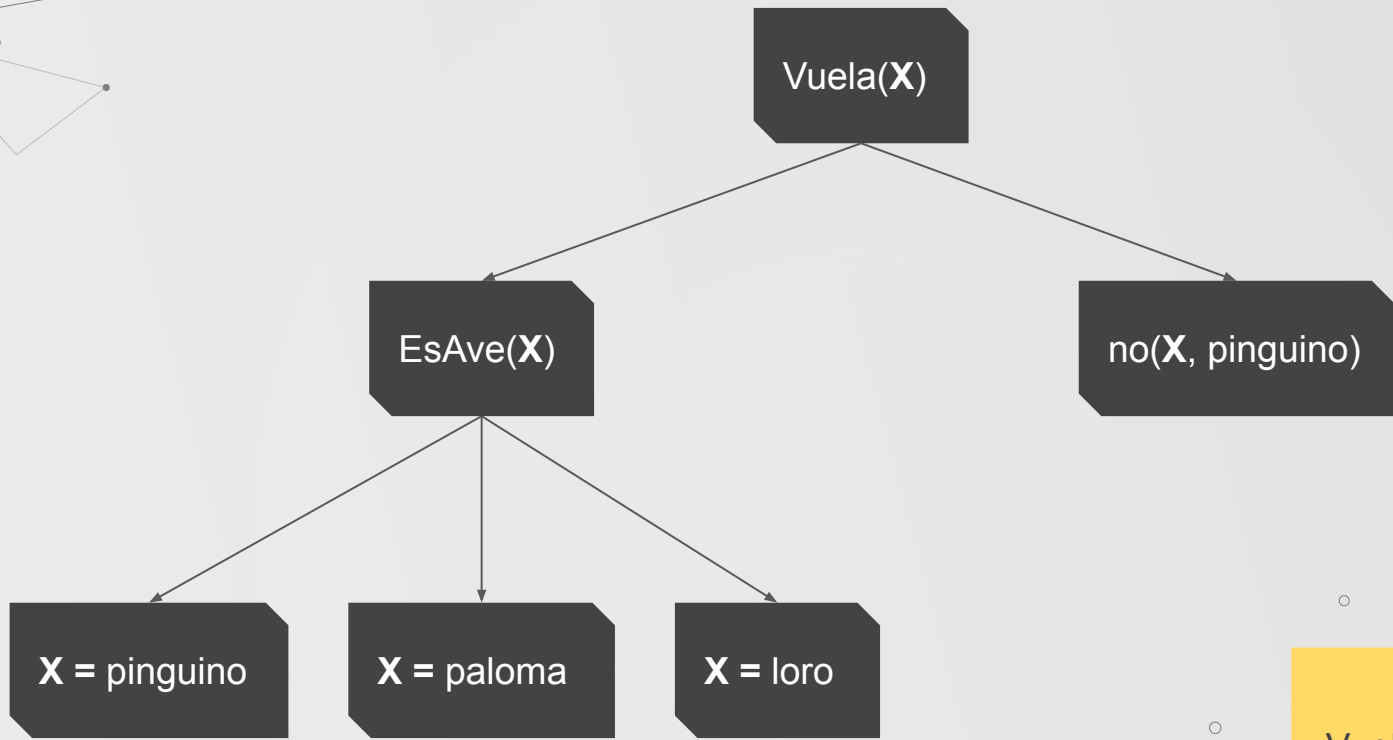 Vuela(X)
EsAve(X)
no(X, pinguino)
X = pinguino
X = paloma
X = loro